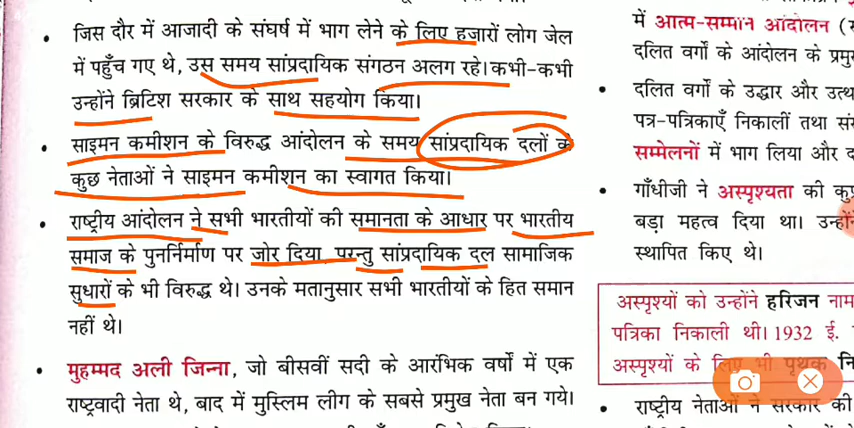 जिस दौर में आजादी के संघर्ष में भाग लेने के लिए हजारों लोग जेल
में पहुँच गए थे, उस समय सांप्रदायिक संगठन अलग रहे। कभी-कभी
उन्होंने ब्रिटिश सरकार के साथ सहयोग किया।
साइमन कमीशन के विरुद्ध आंदोलन के समय सांप्रदायिक दलों के
कुछ नेताओं ने साइमन कमीशन का स्वागत किया।
राष्ट्रीय आंदोलन ने सभी भारतीयों की समानता के आधार पर भारतीय
समाज के पुनर्निर्माण पर जोर दिया, परन्तु सांप्रदायिक दल सामाजिक
सुधारों के भी विरुद्ध थे। उनके मतानुसार सभी भारतीयों के हित समान
नहीं थे।
मुहम्मद अली जिन्ना, जो बीसवीं सदी के आरंभिक वर्षों में एक
राष्ट्रवादी नेता थे, बाद में मुस्लिम लीग के सबसे प्रमुख नेता बन गये।
में आत्म-सम्मान आंदोलन
दलित वर्गों के आंदोलन के
दलित वर्गों के उद्धार और
पत्र-पत्रिकाएँ निकालीं तथा
सम्मेलनों में भाग लिया और
गाँधीजी ने अस्पृश्यता की
बड़ा महत्व दिया था।
स्थापित किए थे।
अस्पृश्यों को उन्होंने हरिजन नाम
पत्रिका निकाली थी। 1932 ई.
अस्पृश्यों के लिए भी पृथक
राष्ट्रीय नेताओं ने सरकार की